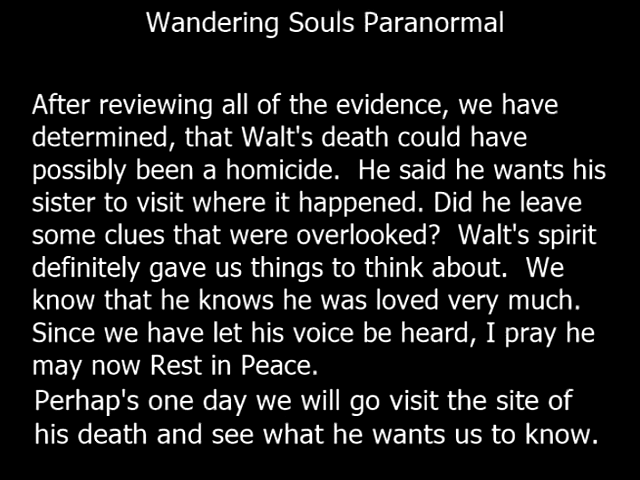 Wandering Souls Paranormal
After reviewing all of the evidence, we have
determined, that Walt's death could have
possibly been a homicide.  He said he wants his
sister to visit where it happened. Did he leave
some clues that were overlooked?  Walt's spirit
definitely gave us things to think about.  We
know that he knows he was loved very much.
Since we have let his voice be heard, I pray he
may now Rest in Peace.
Perhap's one day we will go visit the site of
his death and see what he wants us to know.